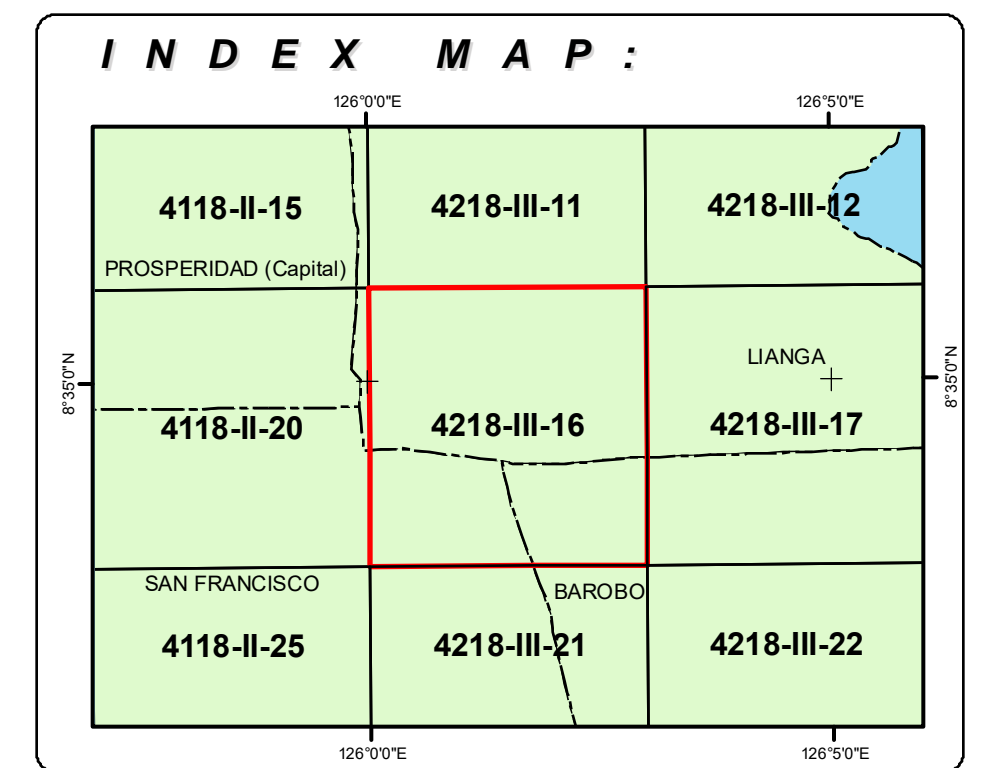 INDEX MAP:
126°0'0"E
126°5'0"E
4118-II-15
4218-III-11
4218-III-12
PROSPERIDAD (Capital)
8°35'0"N
LIANGA
8°35'0"N
4118-II-20
4218-III-16
4218-III-17
SAN FRANCISCO
BAROBO
4118-II-25
4218-III-21
4218-III-22
126°0'0"E
126°5'0"E